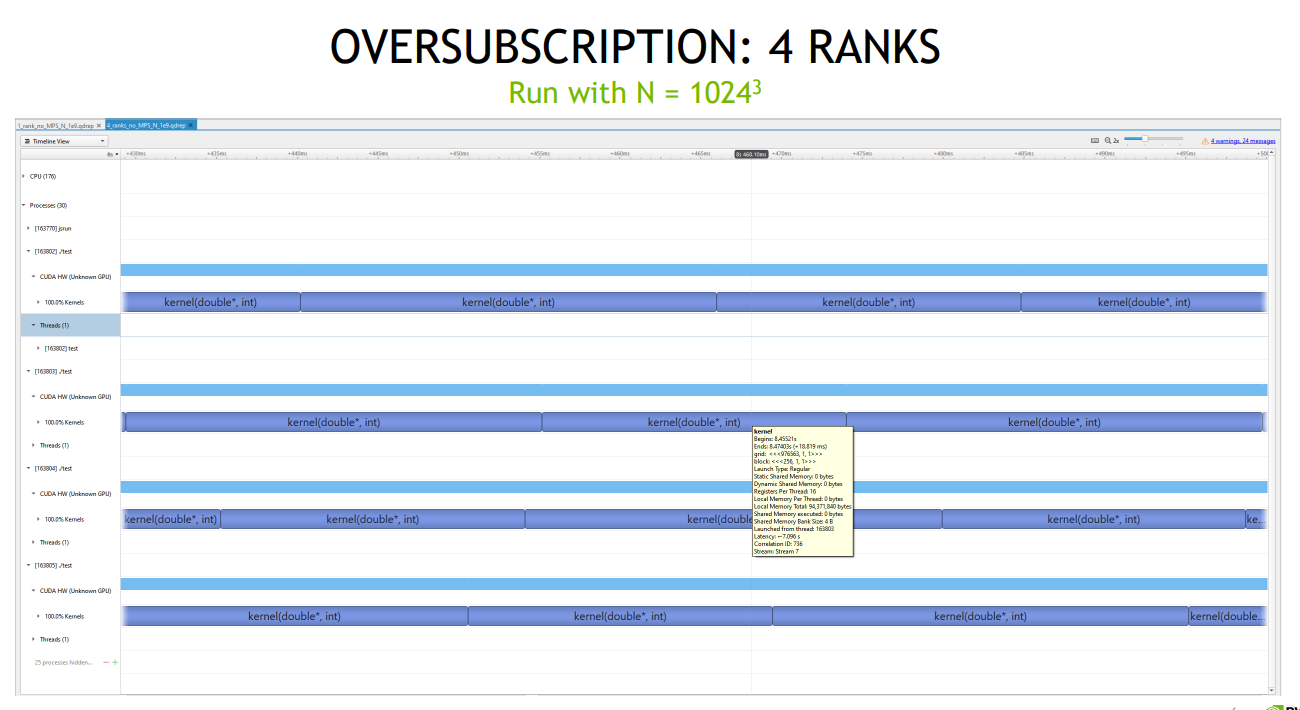 OVERSUBSCRIPTION: 4 RANKS
Run with N = 1024³
1_rank_no_MPS_N_1e9.qdrep × 4_ranks_no_MPS_N_1e9.qdrep ×
Timeline View 2x 4 warnings, 24 messages
8s +430ms +435ms +440ms +445ms +450ms +455ms +460ms +465ms 8s 468.10ms +470ms +475ms +480ms +485ms +490ms +495ms +50
CPU (176)
Processes (30)
[163770] jsrun
[163802] ./test
CUDA HW (Unknown GPU)
100.0% Kernels kernel(double*, int) kernel(double*, int) kernel(double*, int) kernel(double*, int)
Threads (1)
[163802] test
[163803] ./test
CUDA HW (Unknown GPU)
100.0% Kernels kernel(double*, int) kernel(double*, int) kernel(double*, int)
Threads (1)
kernel
Begins: 8.45521s
Ends: 8.47403s (+18.819 ms)
grid: <<<976563, 1, 1>>>
block: <<<256, 1, 1>>>
Launch Type: Regular
Static Shared Memory: 0 bytes
Dynamic Shared Memory: 0 bytes
Registers Per Thread: 16
Local Memory Per Thread: 0 bytes
Local Memory Total: 94,371,840 bytes
Shared Memory executed: 0 bytes
Shared Memory Bank Size: 4 B
Launched from thread: 163803
Latency: ←7.096 s
Correlation ID: 736
Stream: Stream 7
[163804] ./test
CUDA HW (Unknown GPU)
100.0% Kernels kernel(double*, int) kernel(double*, int) kernel(double kernel(double*, int) ke...
Threads (1)
[163805] ./test
CUDA HW (Unknown GPU)
100.0% Kernels kernel(double*, int) kernel(double*, int) kernel(double*, int) kernel(double...
Threads (1)
25 processes hidden... − +